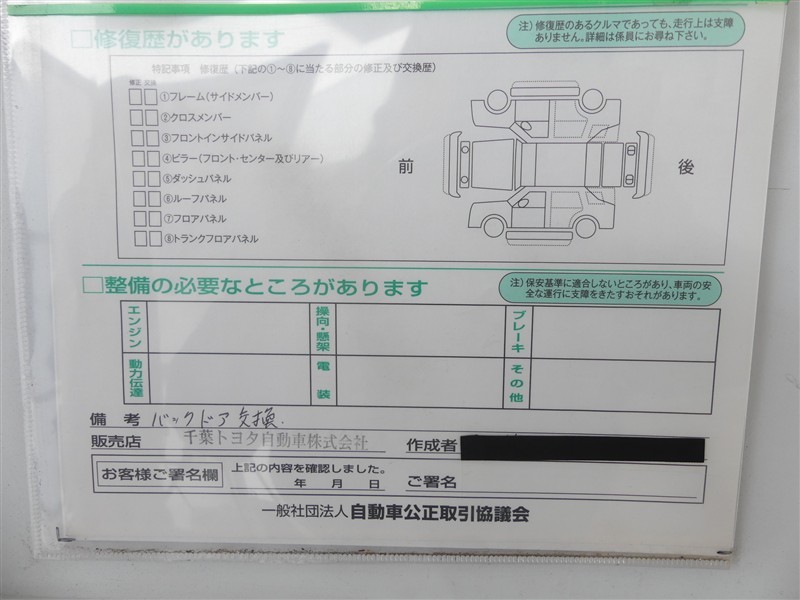 □修復歴があります
注）修復歴のあるクルマであっても、走行上は支障
ありません。詳細は係員にお尋ね下さい。
特記事項 修復歴（下記の①〜⑧に当たる部分の修正及び交換歴）
修正 交換
①フレーム（サイドメンバー）
②クロスメンバー
③フロントインサイドパネル
④ピラー（フロント・センター及びリアー）
⑤ダッシュパネル
⑥ルーフパネル
⑦フロアパネル
⑧トランクフロアパネル
前
後
□整備の必要なところがあります
注）保安基準に適合しないところがあり、車両の安
全な運行に支障をきたすおそれがあります。
エンジン
操向・懸架
ブレーキ
動力伝達
電装
その他
備考 バックドア交換.
販売店 千葉トヨタ自動車株式会社 作成者
お客様ご署名欄
上記の内容を確認しました。
年 月 日 ご署名
一般社団法人 自動車公正取引協議会